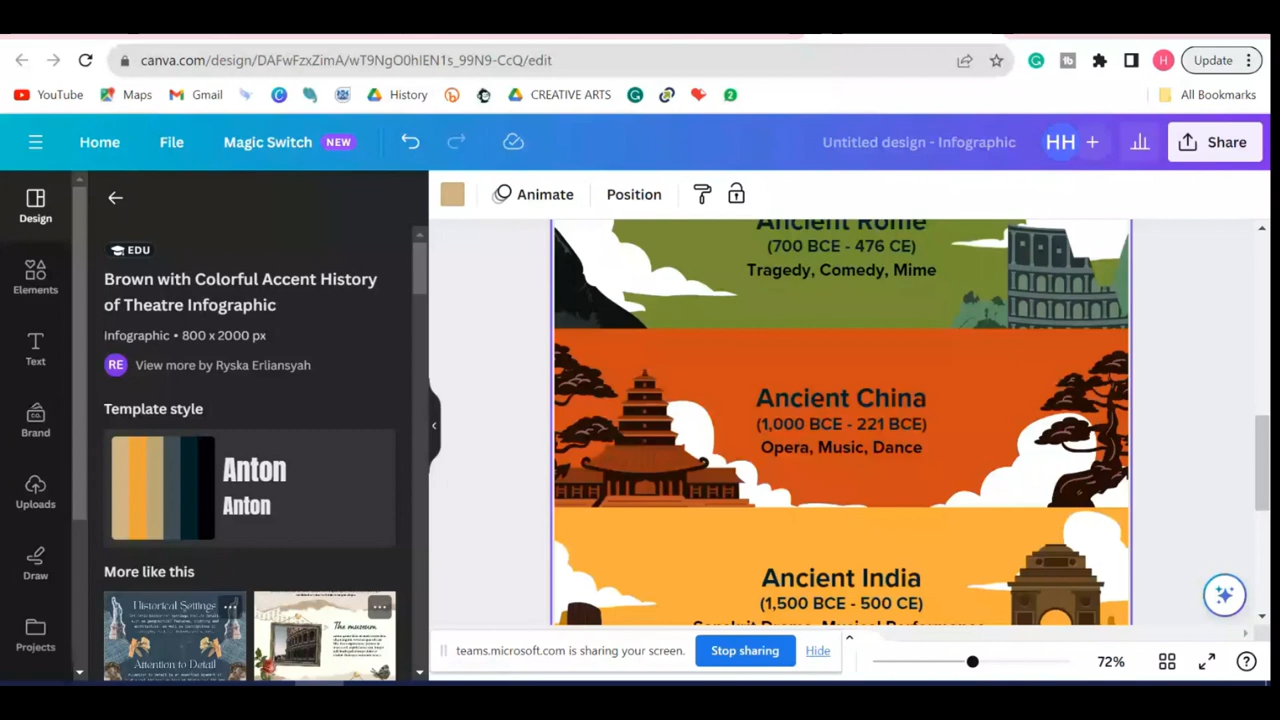 canva.com/design/DAFwFzxZimA/wT9NgO0hlEN1s_99N9-CcQ/edit
H
Update
YouTube
Maps
Gmail
History
CREATIVE ARTS
All Bookmarks
Home
File
Magic Switch
NEW
Untitled design - Infographic
HH
+
Share
Design
Elements
Text
Brand
Uploads
Draw
Projects
EDU
Brown with Colorful Accent History
of Theatre Infographic
Infographic • 800 x 2000 px
RE
View more by Ryska Erliansyah
Template style
Anton
Anton
More like this
Historical Settings
Attention to Detail
The museum
Animate
Position
Ancient Rome
(700 BCE - 476 CE)
Tragedy, Comedy, Mime
Ancient China
(1,000 BCE - 221 BCE)
Opera, Music, Dance
Ancient India
(1,500 BCE - 500 CE)
Sanskrit Drama, Musical Performance
teams.microsoft.com is sharing your screen.
Stop sharing
Hide
72%